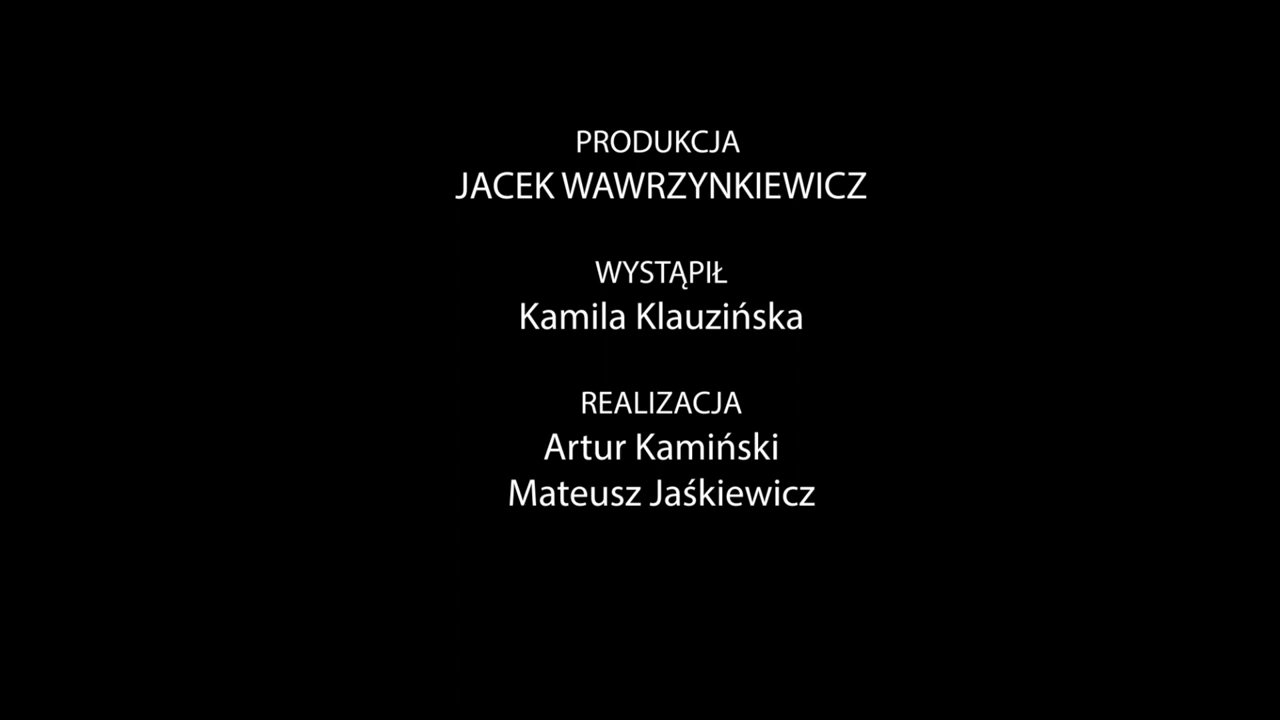 PRODUKCJA
JACEK WAWRZYNKIEWICZ
WYSTĄPIŁ
Kamila Klauzińska
REALIZACJA
Artur Kamiński
Mateusz Jaśkiewicz